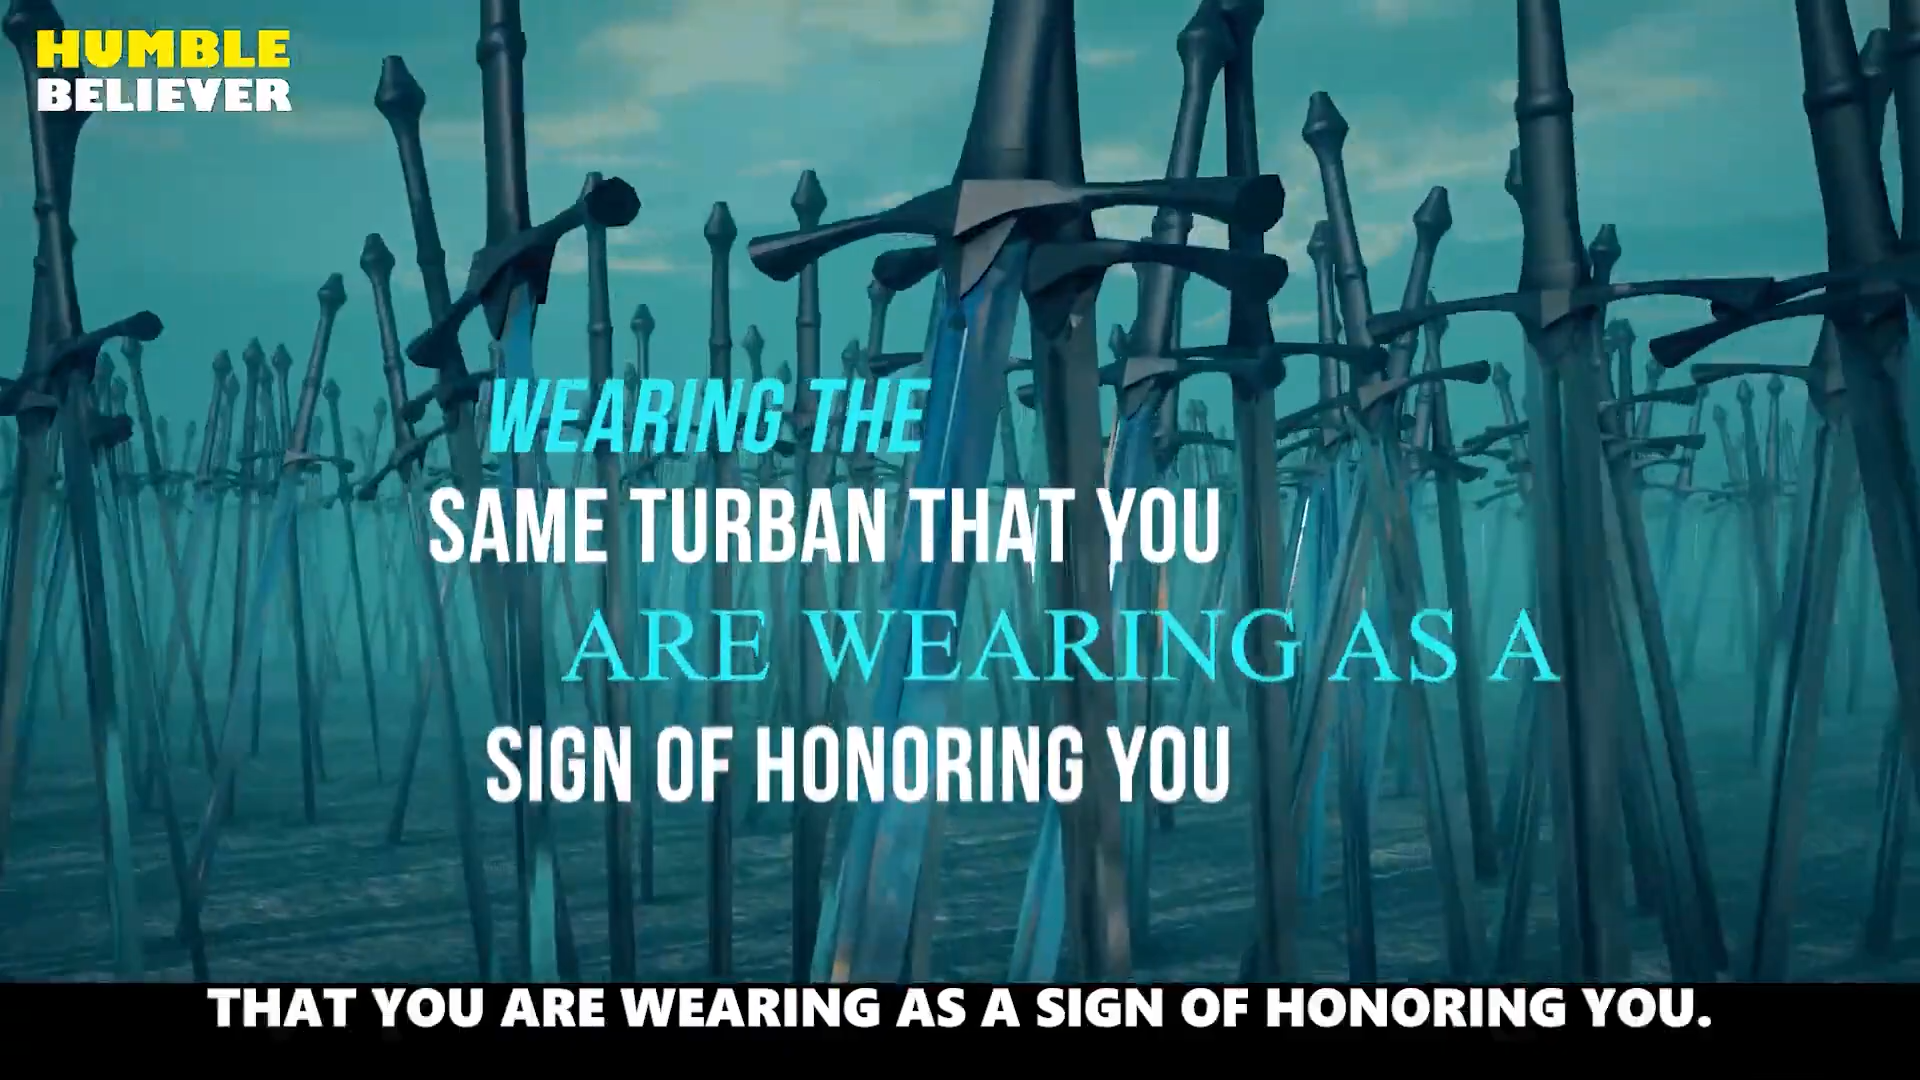 HUMBLE
BELIEVER
WEARING THE
SAME TURBAN THAT YOU
ARE WEARING AS A
SIGN OF HONORING YOU
THAT YOU ARE WEARING AS A SIGN OF HONORING YOU.